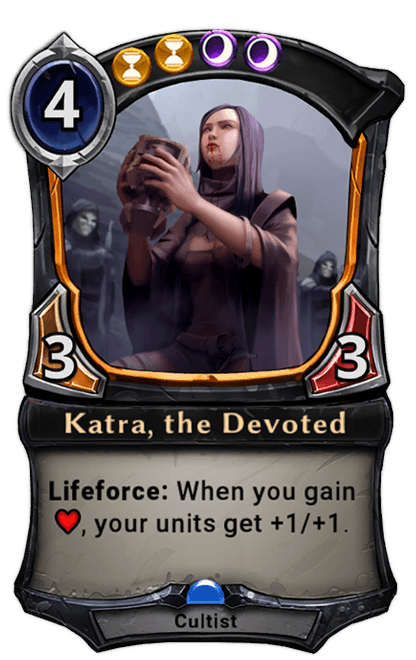 4
3
3
Katra, the Devoted
Lifeforce: When you gain
, your units get +1/+1.
Cultist